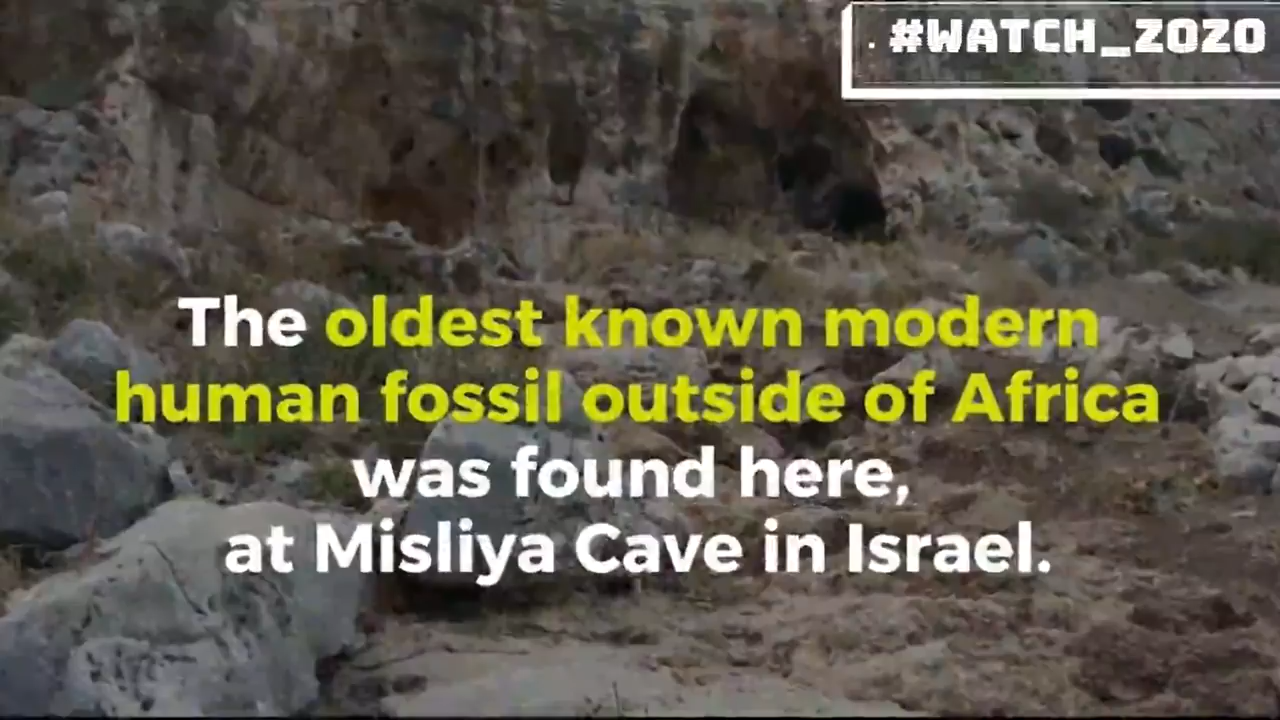 #WATCH_ZOZO
The oldest known modern
human fossil outside of Africa
was found here,
at Misliya Cave in Israel.